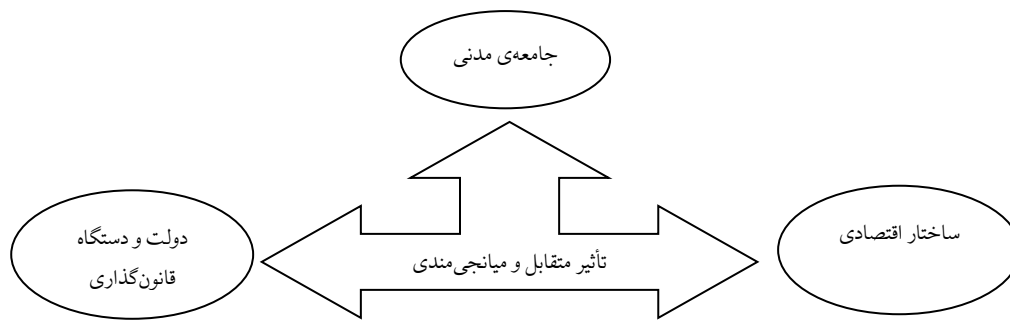 جامعه‌ی مدنی
ساختار اقتصادی
دولت و دستگاه
قانون‌گذاری
تأثیر متقابل و میانجی‌مندی